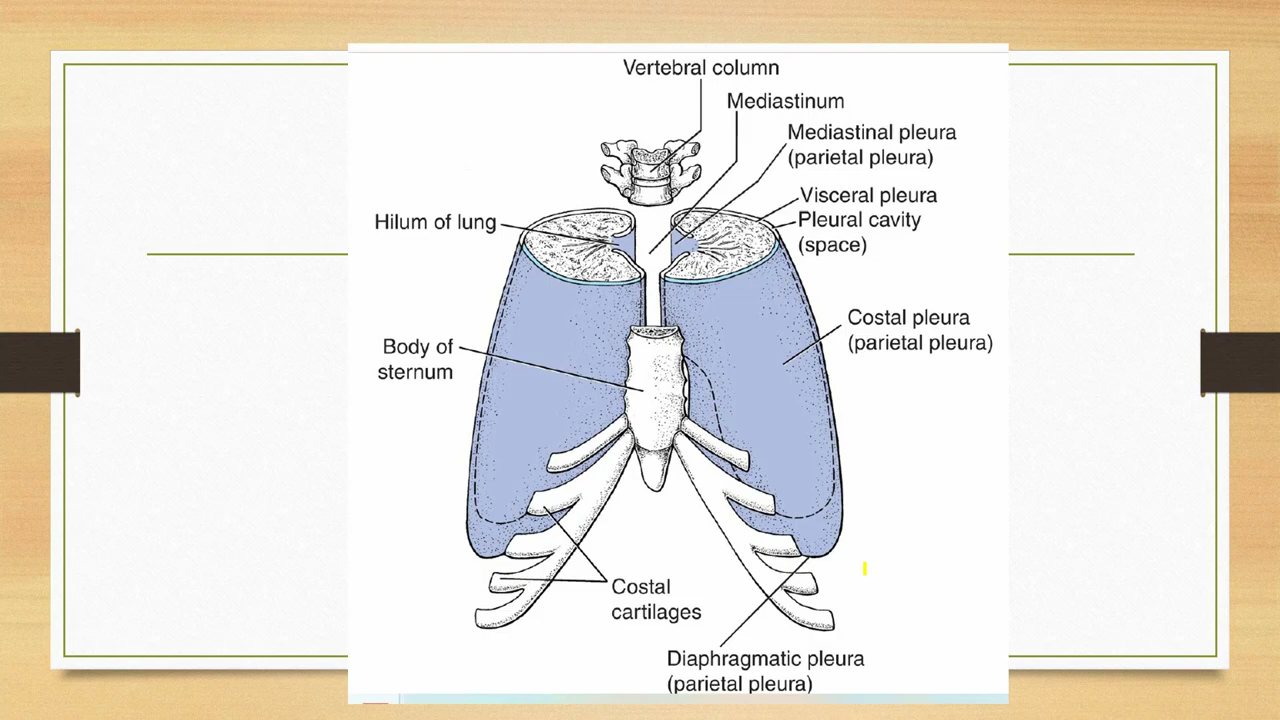 Vertebral column
Mediastinum
Mediastinal pleura
(parietal pleura)
Visceral pleura
Pleural cavity
(space)
Hilum of lung
Costal pleura
(parietal pleura)
Body of
sternum
Costal
cartilages
Diaphragmatic pleura
(parietal pleura)